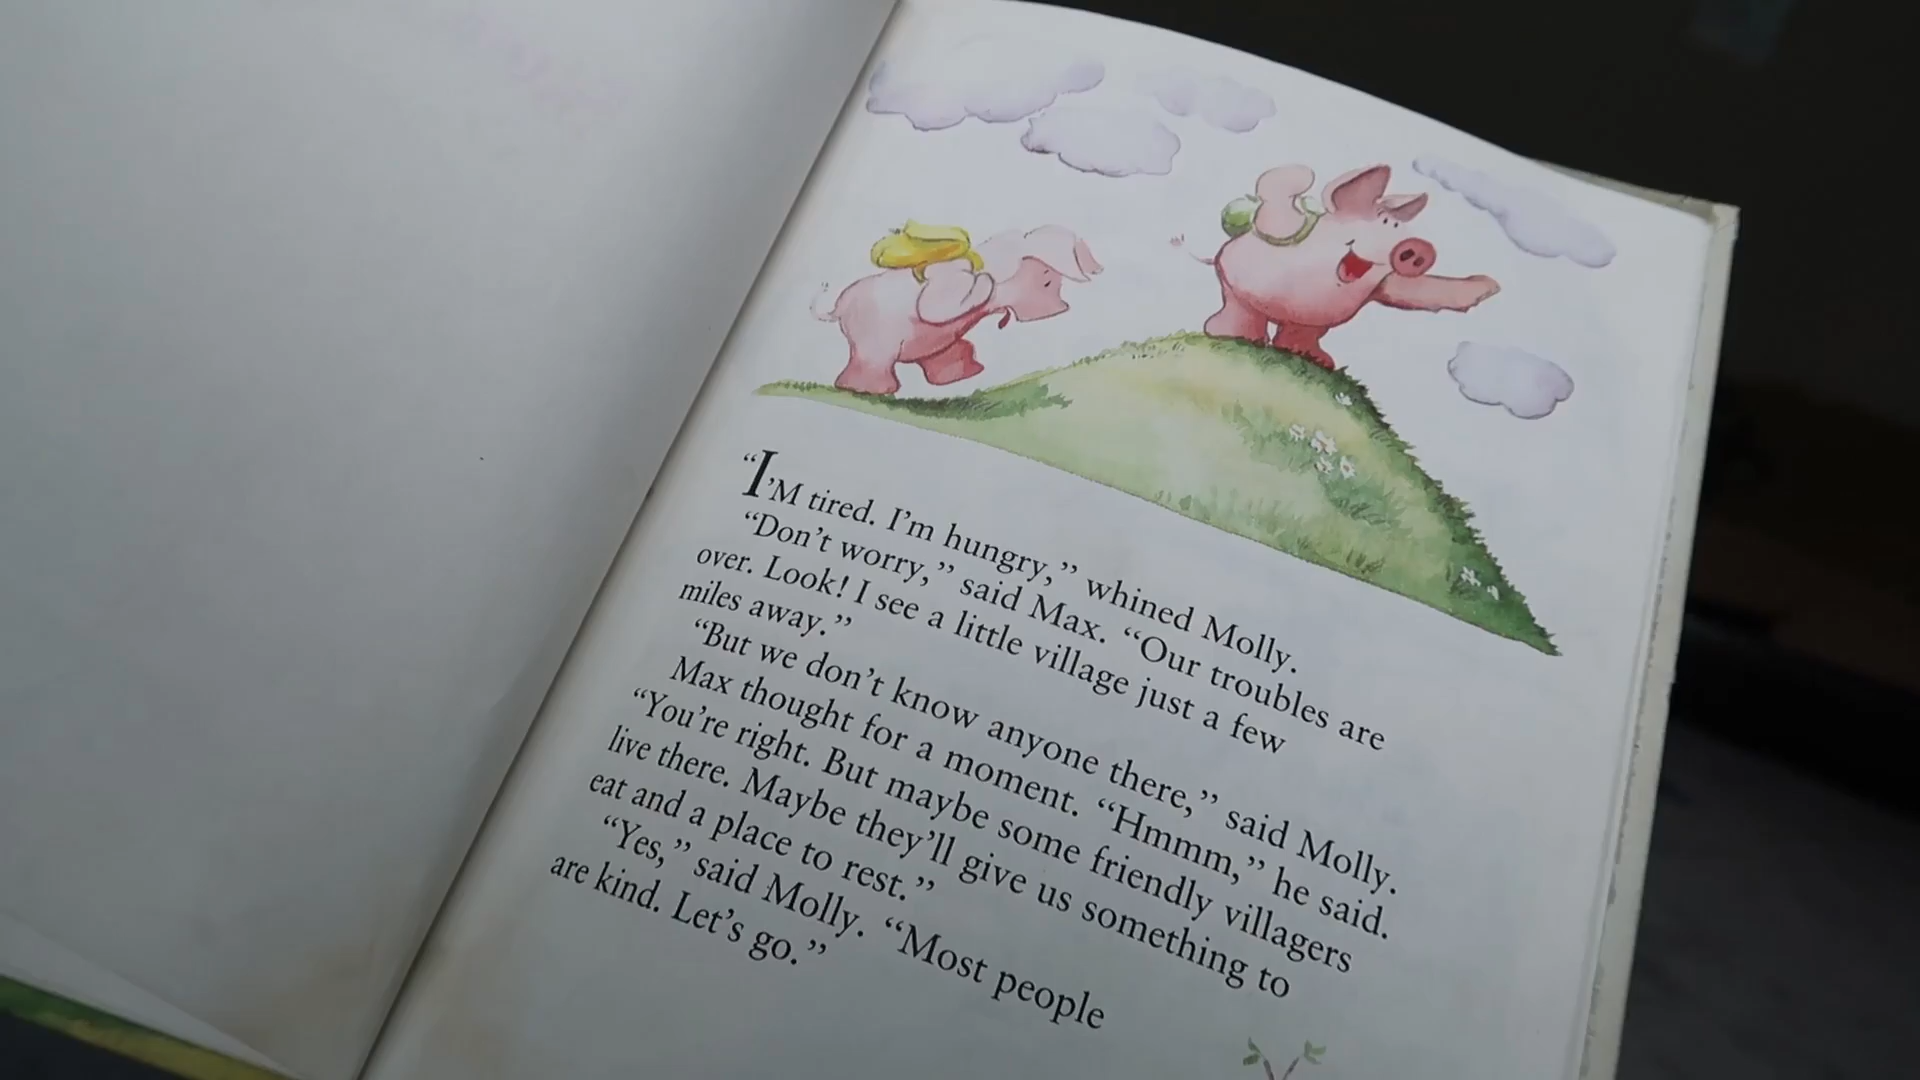 “I’M tired. I’m hungry,” whined Molly.
“Don’t worry,” said Max. “Our troubles are
over. Look! I see a little village just a few
miles away.”
“But we don’t know anyone there,” said Molly.
Max thought for a moment. “Hmmm,” he said.
“You’re right. But maybe some friendly villagers
live there. Maybe they’ll give us something to
eat and a place to rest.”
“Yes,” said Molly. “Most people
are kind. Let’s go.”